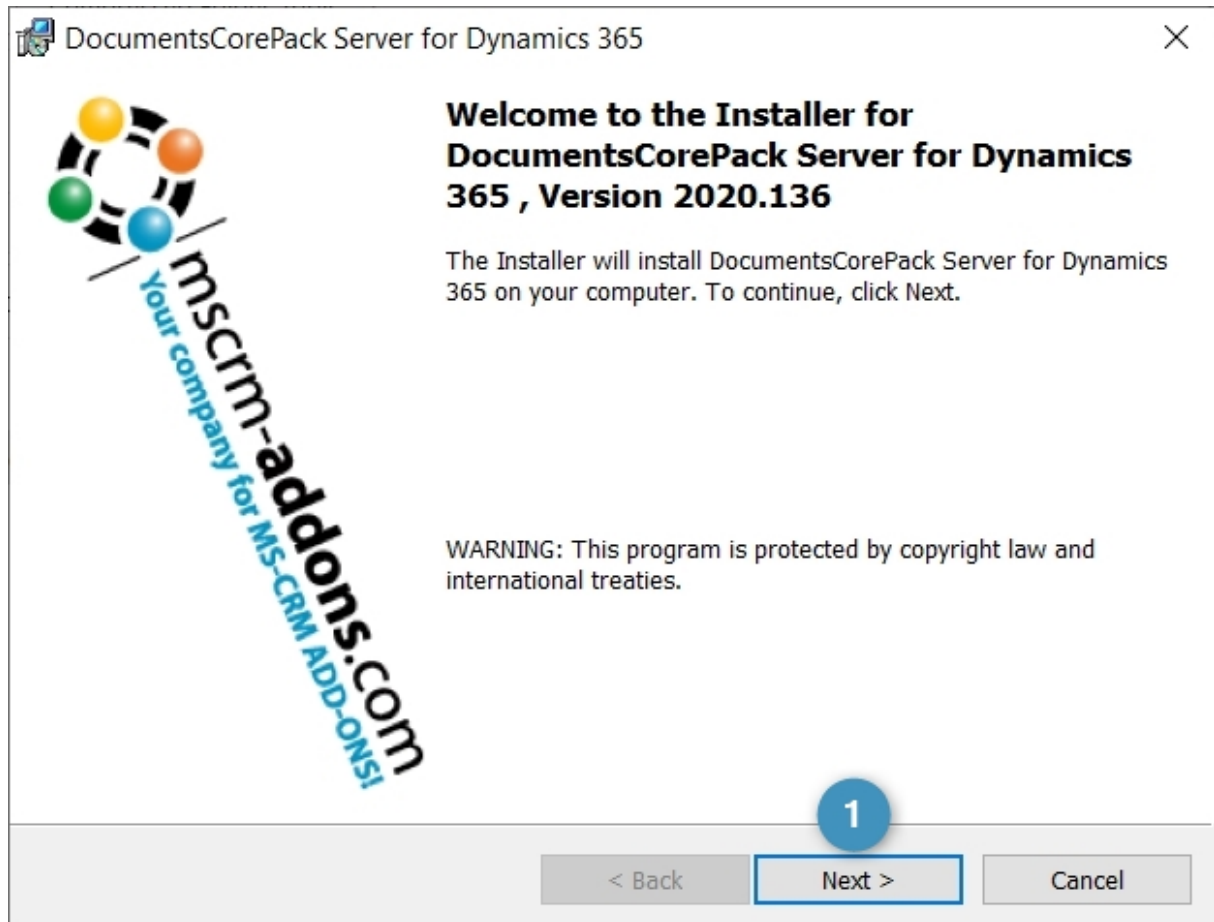 DocumentsCorePack Server for Dynamics 365
Welcome to the Installer for
DocumentsCorePack Server for Dynamics
365 , Version 2020.136
The Installer will install DocumentsCorePack Server for Dynamics
365 on your computer. To continue, click Next.
mscrm-addons.com
Your company for MS-CRM ADD-ONS!
WARNING: This program is protected by copyright law and
international treaties.
1
< Back Next > Cancel